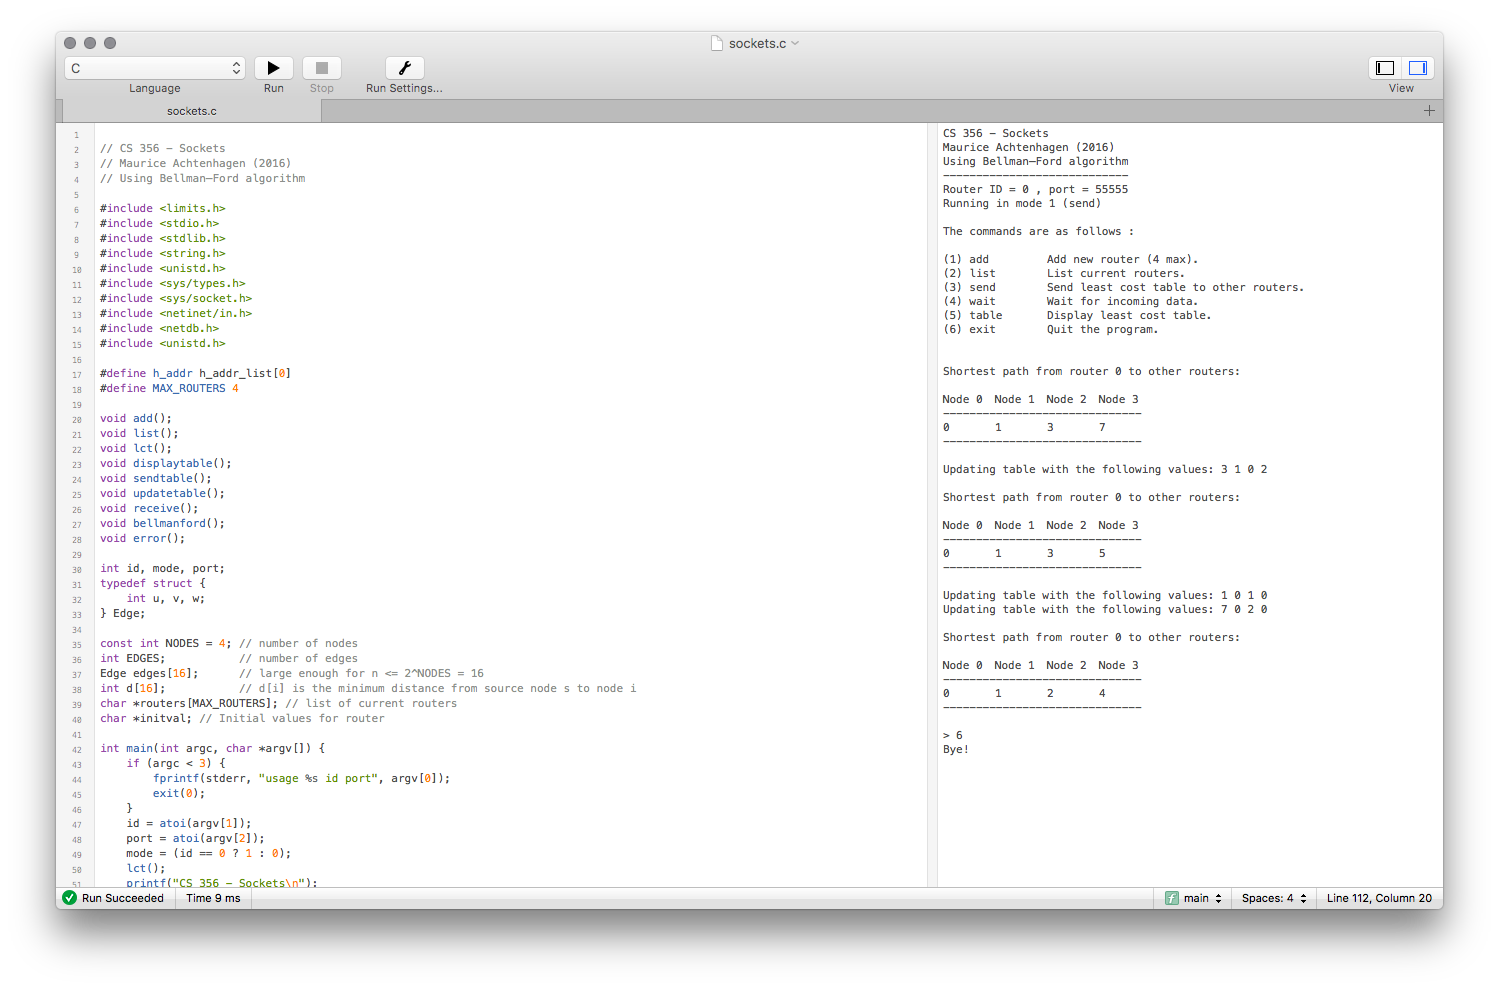 sockets.c
C
Language
Run
Stop
Run Settings...
View
sockets.c
1
2 // CS 356 – Sockets
3 // Maurice Achtenhagen (2016)
4 // Using Bellman–Ford algorithm
5
6 #include <limits.h>
7 #include <stdio.h>
8 #include <stdlib.h>
9 #include <string.h>
10 #include <unistd.h>
11 #include <sys/types.h>
12 #include <sys/socket.h>
13 #include <netinet/in.h>
14 #include <netdb.h>
15 #include <unistd.h>
16
17 #define h_addr h_addr_list[0]
18 #define MAX_ROUTERS 4
19
20 void add();
21 void list();
22 void lct();
23 void displaytable();
24 void sendtable();
25 void updatetable();
26 void receive();
27 void bellmanford();
28 void error();
29
30 int id, mode, port;
31 typedef struct {
32     int u, v, w;
33 } Edge;
34
35 const int NODES = 4; // number of nodes
36 int EDGES;           // number of edges
37 Edge edges[16];      // large enough for n <= 2^NODES = 16
38 int d[16];           // d[i] is the minimum distance from source node s to node i
39 char *routers[MAX_ROUTERS]; // list of current routers
40 char *initval; // Initial values for router
41
42 int main(int argc, char *argv[]) {
43     if (argc < 3) {
44         fprintf(stderr, "usage %s id port", argv[0]);
45         exit(0);
46     }
47     id = atoi(argv[1]);
48     port = atoi(argv[2]);
49     mode = (id == 0 ? 1 : 0);
50     lct();
51     printf("CS 356 – Sockets\n");
CS 356 – Sockets
Maurice Achtenhagen (2016)
Using Bellman–Ford algorithm
----------------------------
Router ID = 0 , port = 55555
Running in mode 1 (send)
The commands are as follows :
(1) add         Add new router (4 max).
(2) list        List current routers.
(3) send        Send least cost table to other routers.
(4) wait        Wait for incoming data.
(5) table       Display least cost table.
(6) exit        Quit the program.
Shortest path from router 0 to other routers:
Node 0  Node 1  Node 2  Node 3
------------------------------
0       1       3       7
------------------------------
Updating table with the following values: 3 1 0 2
Shortest path from router 0 to other routers:
Node 0  Node 1  Node 2  Node 3
------------------------------
0       1       3       5
------------------------------
Updating table with the following values: 1 0 1 0
Updating table with the following values: 7 0 2 0
Shortest path from router 0 to other routers:
Node 0  Node 1  Node 2  Node 3
------------------------------
0       1       2       4
------------------------------
> 6
Bye!
Run Succeeded
Time 9 ms
f main
Spaces: 4
Line 112, Column 20